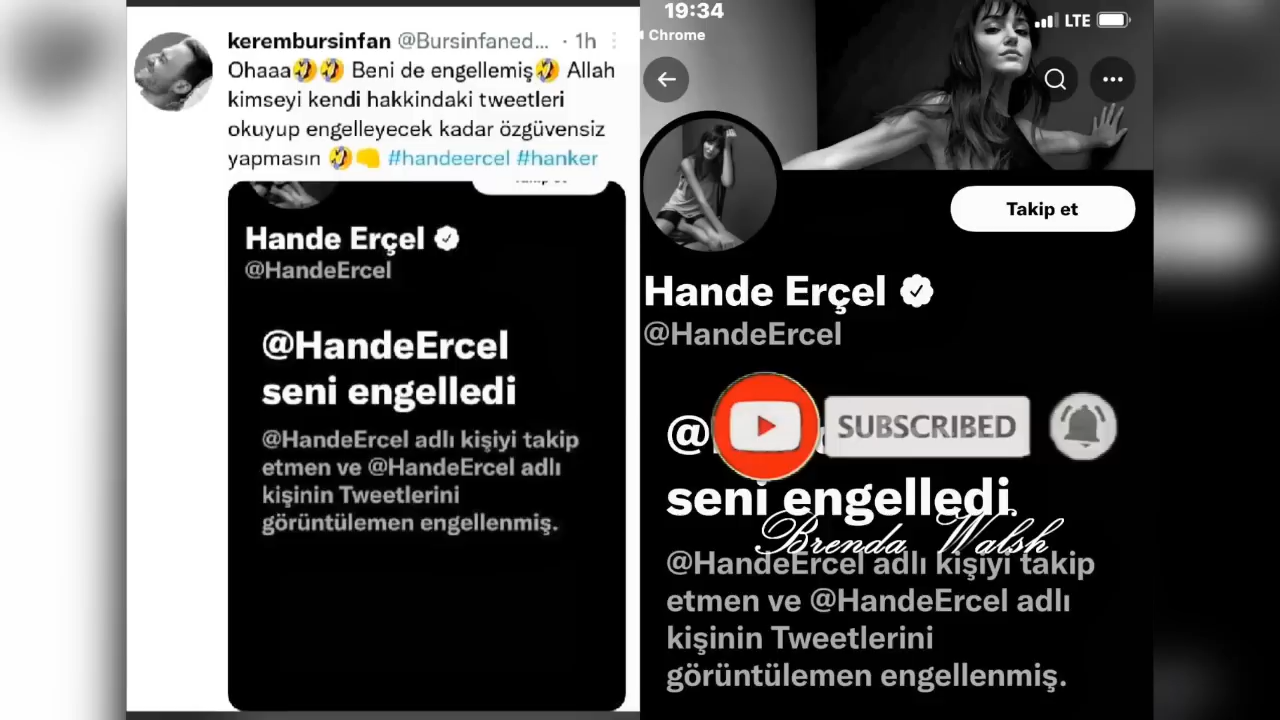 kerembursinfan @Bursinfaned... · 1h
Ohaaa🤣🤣 Beni de engellemiş🤣 Allah
kimseyi kendi hakkindaki tweetleri
okuyup engelleyecek kadar özgüvensiz
yapmasın 🤣👊 #handeercel #hanker
Hande Erçel
@HandeErcel
@HandeErcel
seni engelledi
@HandeErcel adlı kişiyi takip
etmen ve @HandeErcel adlı
kişinin Tweetlerini
görüntülemen engellenmiş.
19:34
LTE
Chrome
Takip et
Hande Erçel
@HandeErcel
SUBSCRIBED
seni engelledi
Brenda Walsh
@HandeErcel adlı kişiyi takip
etmen ve @HandeErcel adlı
kişinin Tweetlerini
görüntülemen engellenmiş.